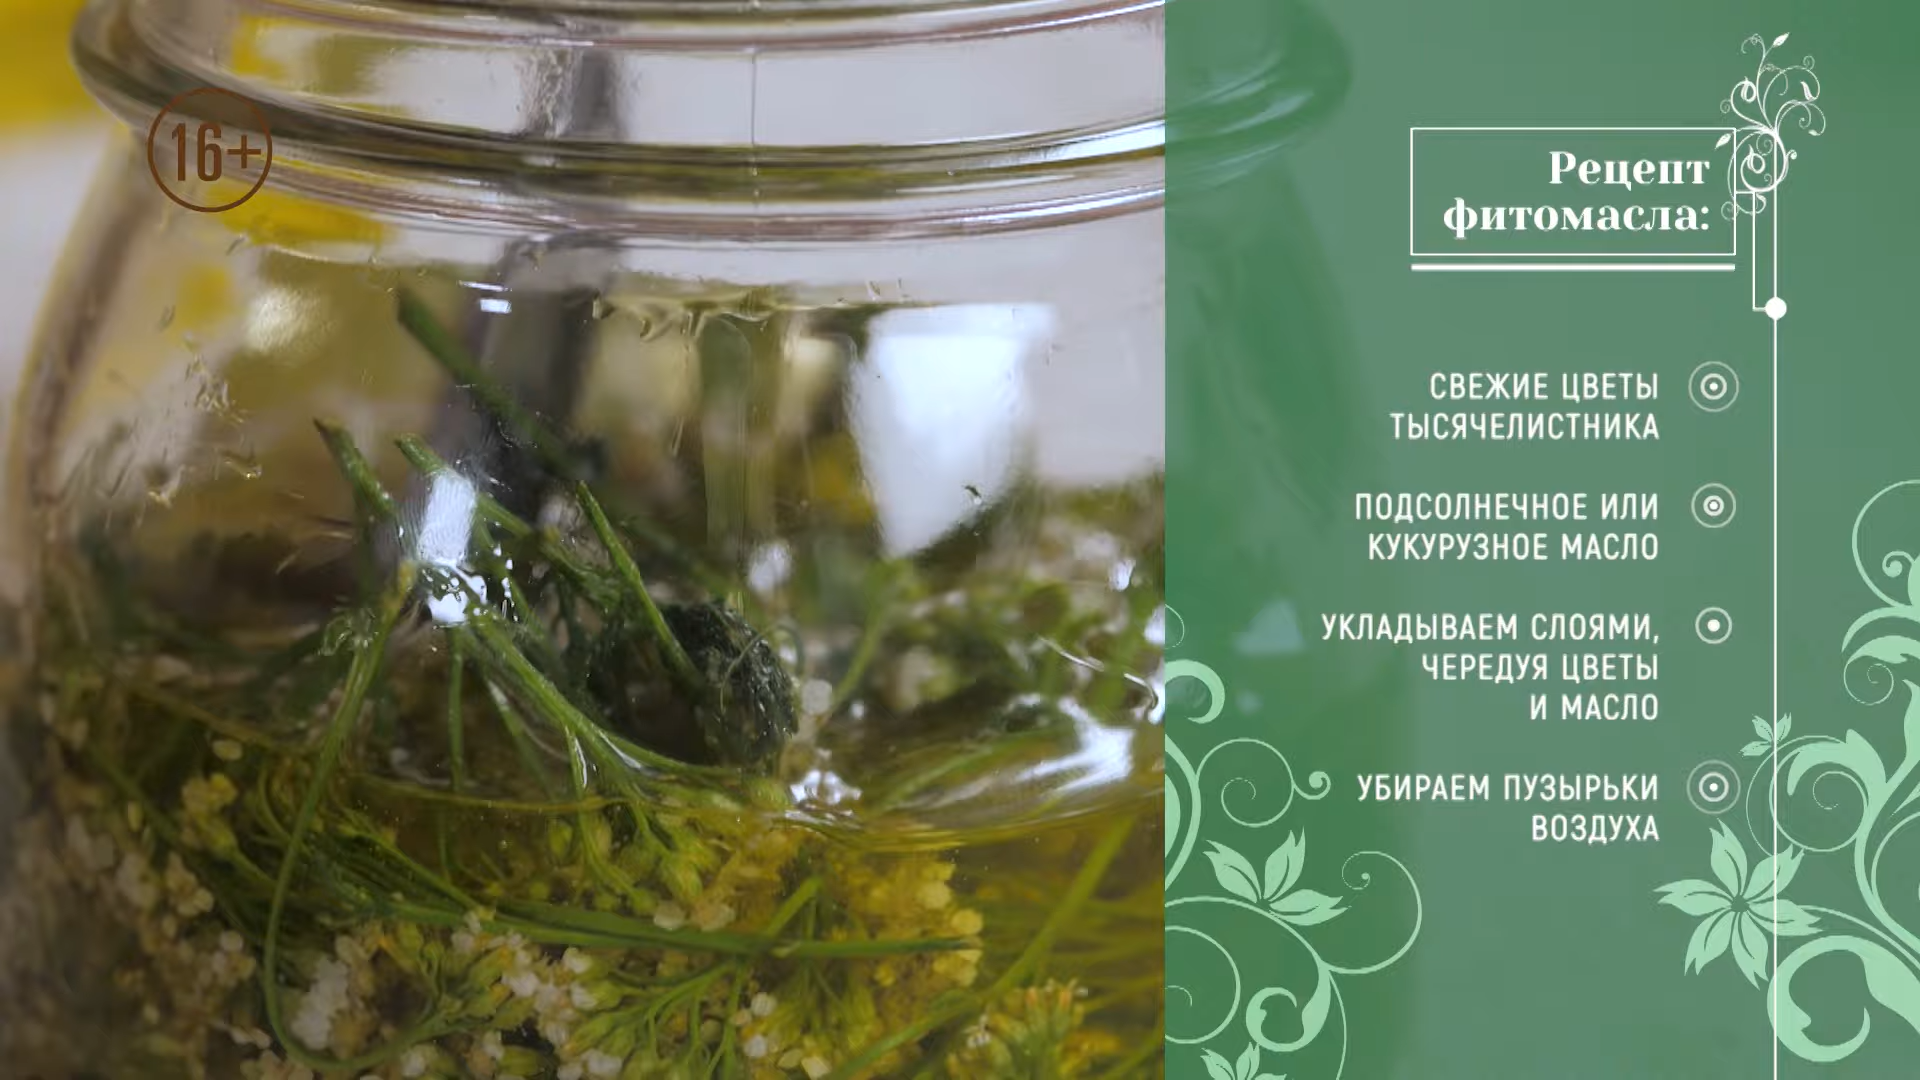 16+
Рецепт
фитомасла:
СВЕЖИЕ ЦВЕТЫ
ТЫСЯЧЕЛИСТНИКА
ПОДСОЛНЕЧНОЕ ИЛИ
КУКУРУЗНОЕ МАСЛО
УКЛАДЫВАЕМ СЛОЯМИ,
ЧЕРЕДУЯ ЦВЕТЫ
И МАСЛО
УБИРАЕМ ПУЗЫРЬКИ
ВОЗДУХА